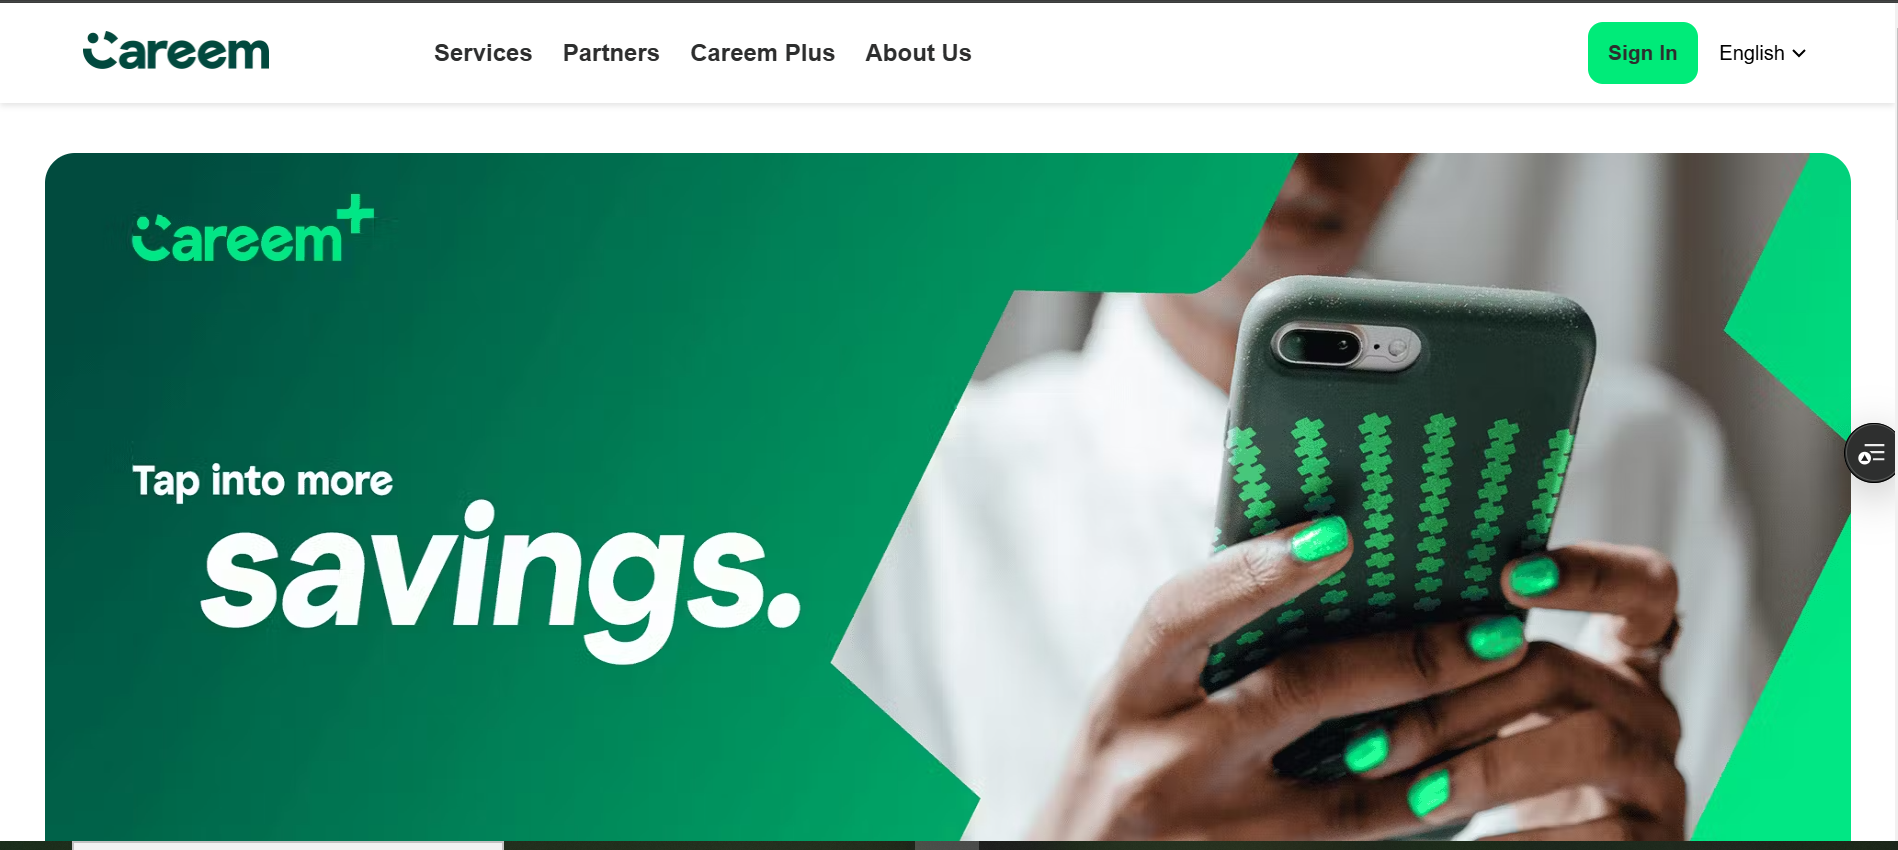 Careem
Services
Partners
Careem Plus
About Us
Sign In
English
Careem+
Tap into more
savings.